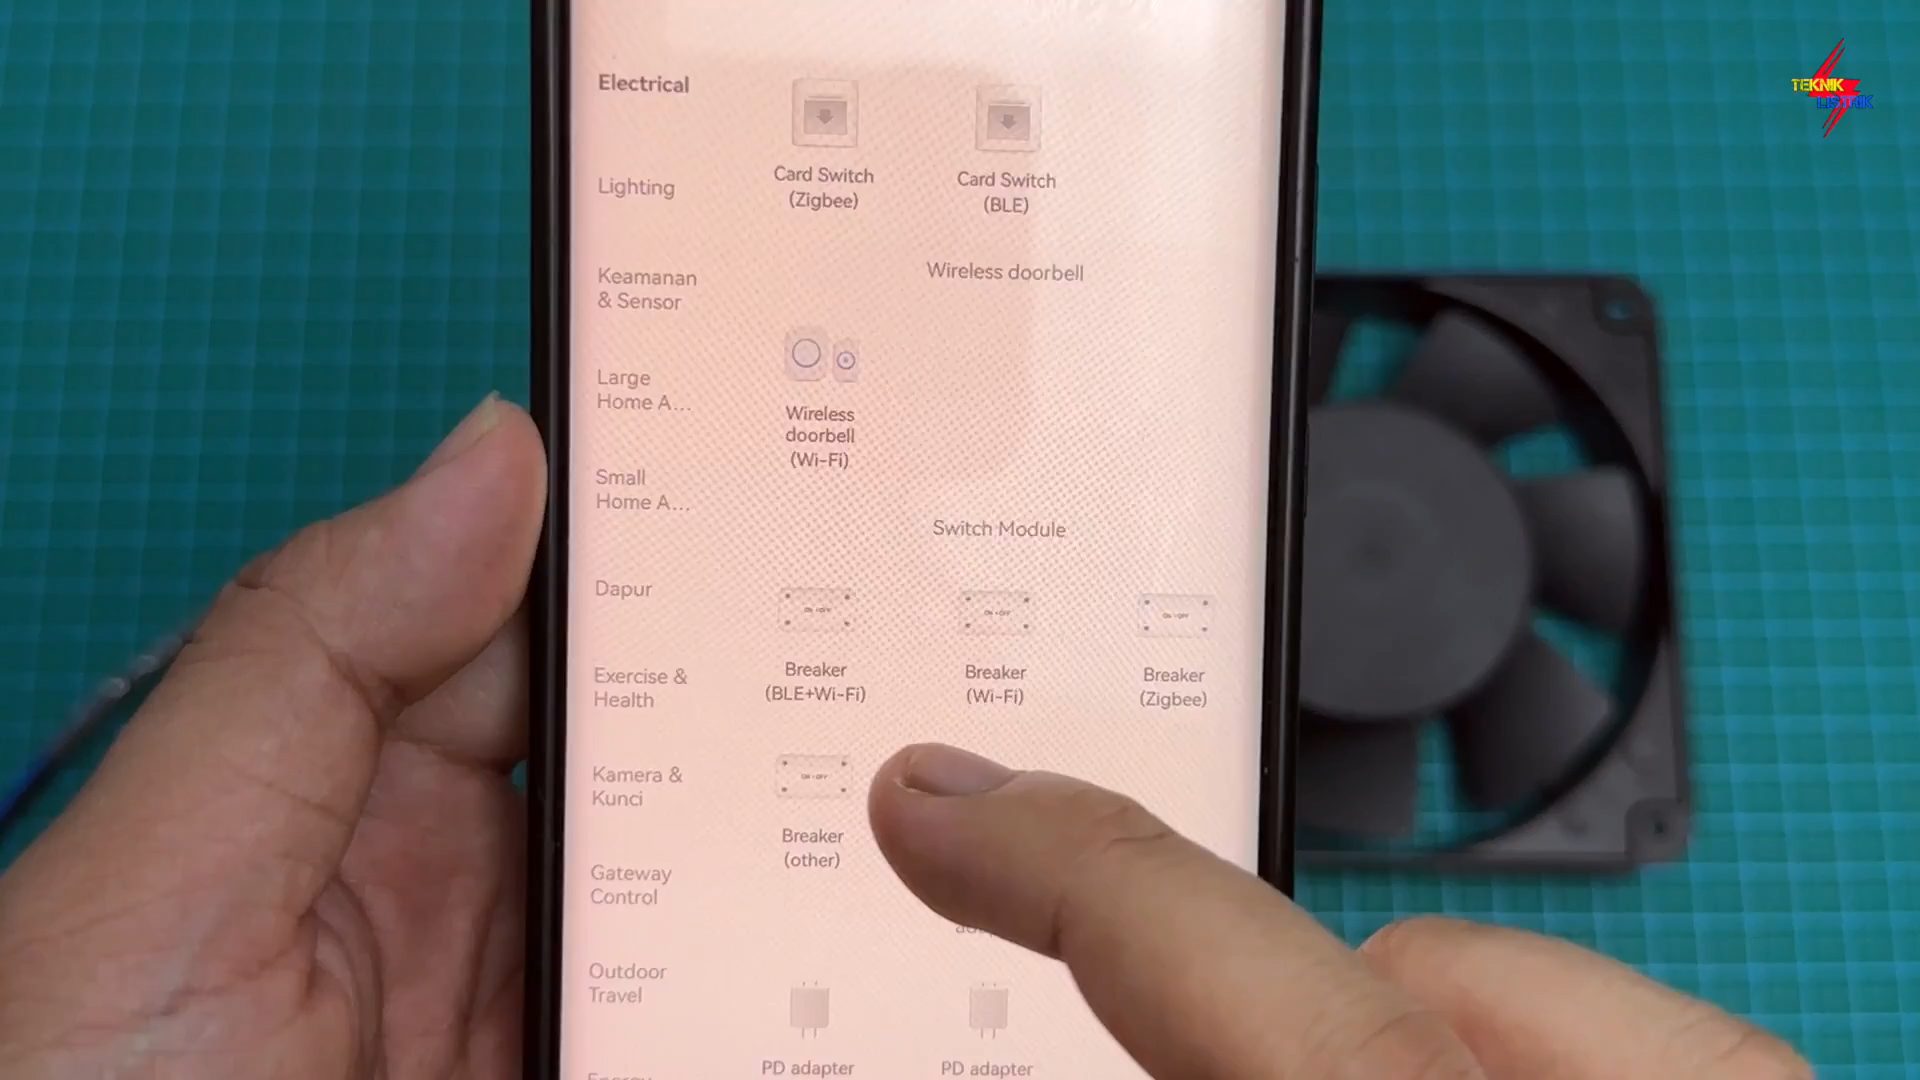 TEKNIK
LISTRIK
Electrical
Lighting
Keamanan
& Sensor
Large
Home A...
Small
Home A...
Dapur
Exercise &
Health
Kamera &
Kunci
Gateway
Control
Outdoor
Travel
Card Switch
(Zigbee)
Card Switch
(BLE)
Wireless doorbell
Wireless
doorbell
(Wi-Fi)
Switch Module
Breaker
(BLE+Wi-Fi)
Breaker
(Wi-Fi)
Breaker
(Zigbee)
Breaker
(other)
PD adapter
PD adapter